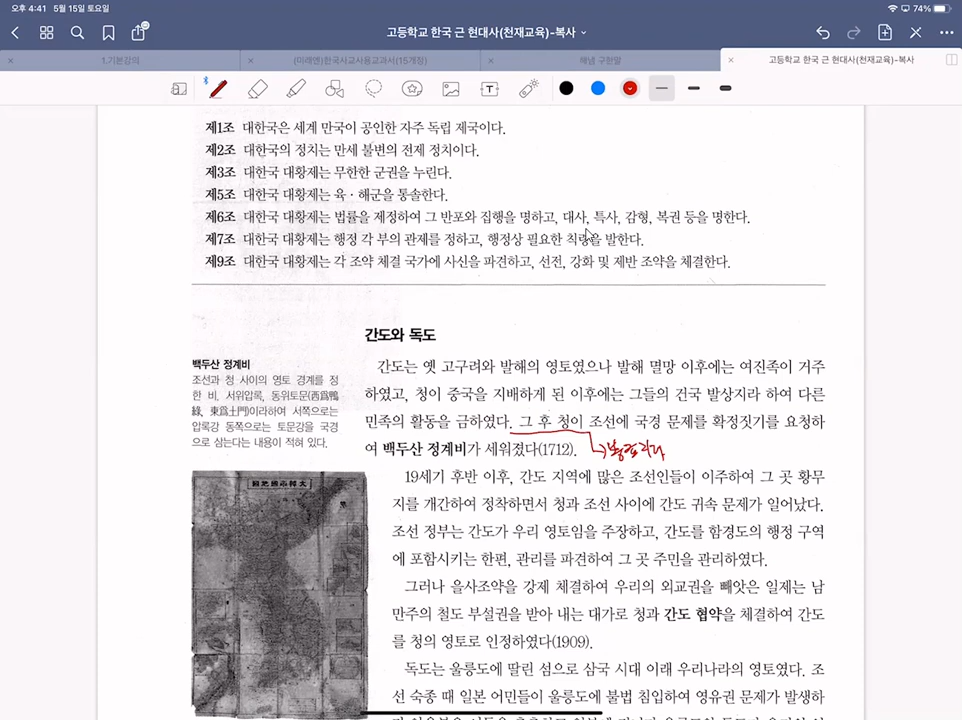 오후 4:41 5월 15일 토요일
74%
고등학교 한국 근 현대사(천재교육)-복사
1.기본강의
(미래엔)한국사교사용교과서(15개정)
채널 구현말
고등학교 한국 근 현대사(천재교육)-복사
제1조 대한국은 세계 만국이 공인한 자주 독립 제국이다.
제2조 대한국의 정치는 만세 불변의 전제 정치이다.
제3조 대한국 대황제는 무한한 군권을 누린다.
제5조 대한국 대황제는 육·해군을 통솔한다.
제6조 대한국 대황제는 법률을 제정하여 그 반포와 집행을 명하고, 대사, 특사, 감형, 복권 등을 명한다.
제7조 대한국 대황제는 행정 각 부의 관제를 정하고, 행정상 필요한 칙령을 발한다.
제9조 대한국 대황제는 각 조약 체결 국가에 사신을 파견하고, 선전, 강화 및 제반 조약을 체결한다.
간도와 독도
백두산 정계비
조선과 청 사이의 영토 경계를 정
한 비. 서위압록, 동위토문(西爲鴨
綠, 東爲土門)이라하여 서쪽으로는
압록강 동쪽으로는 토문강을 국경
으로 삼는다는 내용이 적혀 있다.
간도는 옛 고구려와 발해의 영토였으나 발해 멸망 이후에는 여진족이 거주
하였고, 청이 중국을 지배하게 된 이후에는 그들의 건국 발상지라 하여 다른
민족의 활동을 금하였다. 그 후 청이 조선에 국경 문제를 확정짓기를 요청하
여 백두산 정계비가 세워졌다(1712).
19세기 후반 이후, 간도 지역에 많은 조선인들이 이주하여 그 곳 황무
지를 개간하여 정착하면서 청과 조선 사이에 간도 귀속 문제가 일어났다.
조선 정부는 간도가 우리 영토임을 주장하고, 간도를 함경도의 행정 구역
에 포함시키는 한편, 관리를 파견하여 그 곳 주민을 관리하였다.
그러나 을사조약을 강제 체결하여 우리의 외교권을 빼앗은 일제는 남
만주의 철도 부설권을 받아 내는 대가로 청과 간도 협약을 체결하여 간도
를 청의 영토로 인정하였다(1909).
독도는 울릉도에 딸린 섬으로 삼국 시대 이래 우리나라의 영토였다. 조
선 숙종 때 일본 어민들이 울릉도에 불법 침입하여 영유권 문제가 발생하